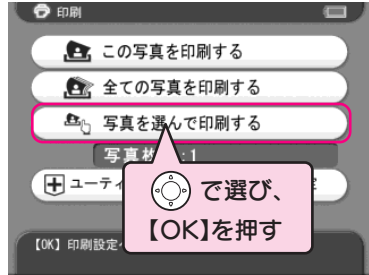 印刷
この写真を印刷する
全ての写真を印刷する
写真を選んで印刷する
写真枚 :1
ユーティ
で選び、
【OK】を押す
【OK】印刷設定